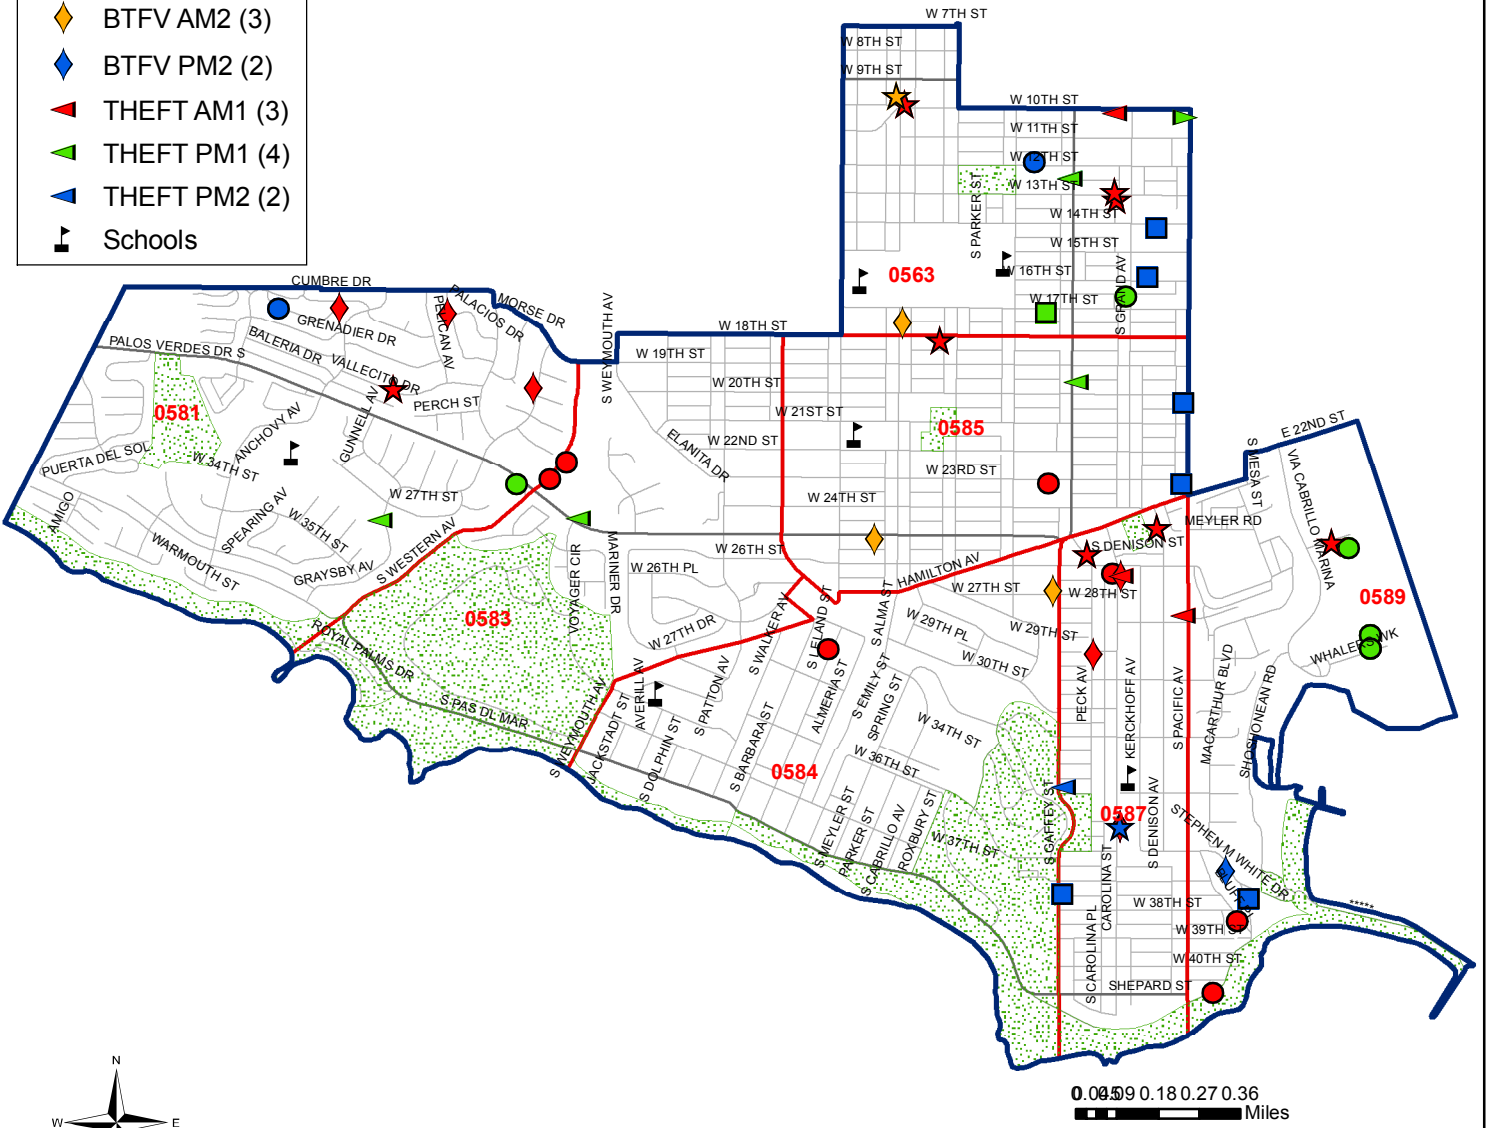 BTFV AM2 (3)
BTFV PM2 (2)
THEFT AM1 (3)
THEFT PM1 (4)
THEFT PM2 (2)
Schools
W 7TH ST
W 8TH ST
W 9TH ST
W 10TH ST
W 11TH ST
W 12TH ST
W 13TH ST
S PARKER ST
W 14TH ST
W 15TH ST
W 16TH ST
0563
S GRAND AV
W 17TH ST
W 18TH ST
CUMBRE DR
PELICAN AV
PALACIOS DR
MORSE DR
S WEYMOUTH AV
GRENADIER DR
BALERIA DR
PALOS VERDES DR S
VALLECITO DR
PERCH ST
GUNNELL AV
ANCHOVY AV
0581
W 34TH ST
PUERTA DEL SOL
AMIGO
SPEARING AV
W 27TH ST
W 35TH ST
WARMOUTH ST
GRAYSBY AV
S WESTERN AV
W 19TH ST
W 20TH ST
W 21ST ST
W 22ND ST
ELANITA DR
0585
W 23RD ST
W 24TH ST
E 22ND ST
S MESA ST
VIA CABRILLO MARINA
MEYLER RD
S DENISON ST
W 26TH ST
W 26TH PL
HAMILTON AV
VOYAGER CIR
MARINER DR
0583
ROYAL PALMS DR
S PAS DL MAR
W 27TH DR
W 27TH ST
W 28TH ST
0589
WHALERS WK
S WALKER AV
S LELAND ST
S ALMA ST
W 29TH PL
W 29TH ST
W 30TH ST
AVERILL AV
S PATTON AV
S WEYMOUTH AV
JACKSTADT ST
S DOLPHIN ST
S BARBARA ST
ALMERIA ST
S EMILY ST
SPRING ST
W 34TH ST
W 36TH ST
0584
PECK AV
KERCKHOFF AV
S PACIFIC AV
MACARTHUR BLVD
SHOSHONEAN RD
S GAFFEY ST
0587
S DENISON AV
STEPHEN M WHITE DR
S MEYLER ST
PARKER ST
S CABRILLO AV
ROXBURY ST
W 37TH ST
CAROLINA ST
S CAROLINA PL
W 38TH ST
W 39TH ST
W 40TH ST
SHEPARD ST
*****
N
W
E
0.18 0.27 0.36
Miles